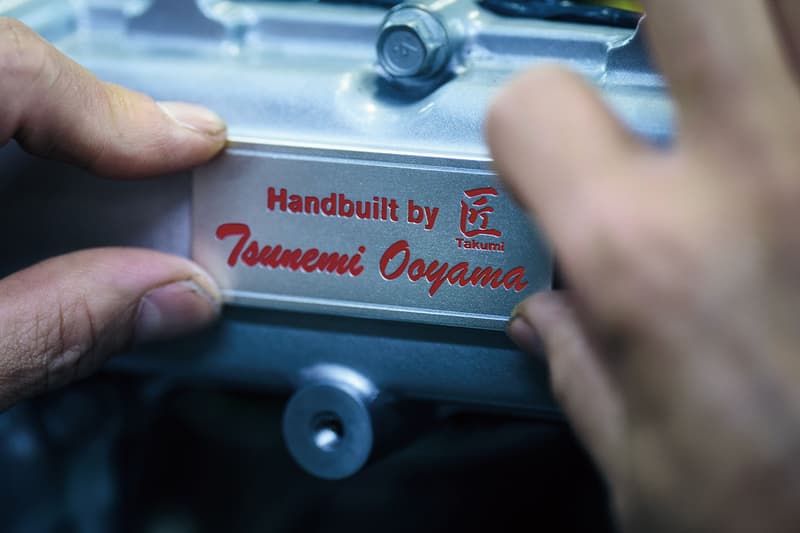 Handbuilt by 匠
Takumi
Tsunemi Ooyama